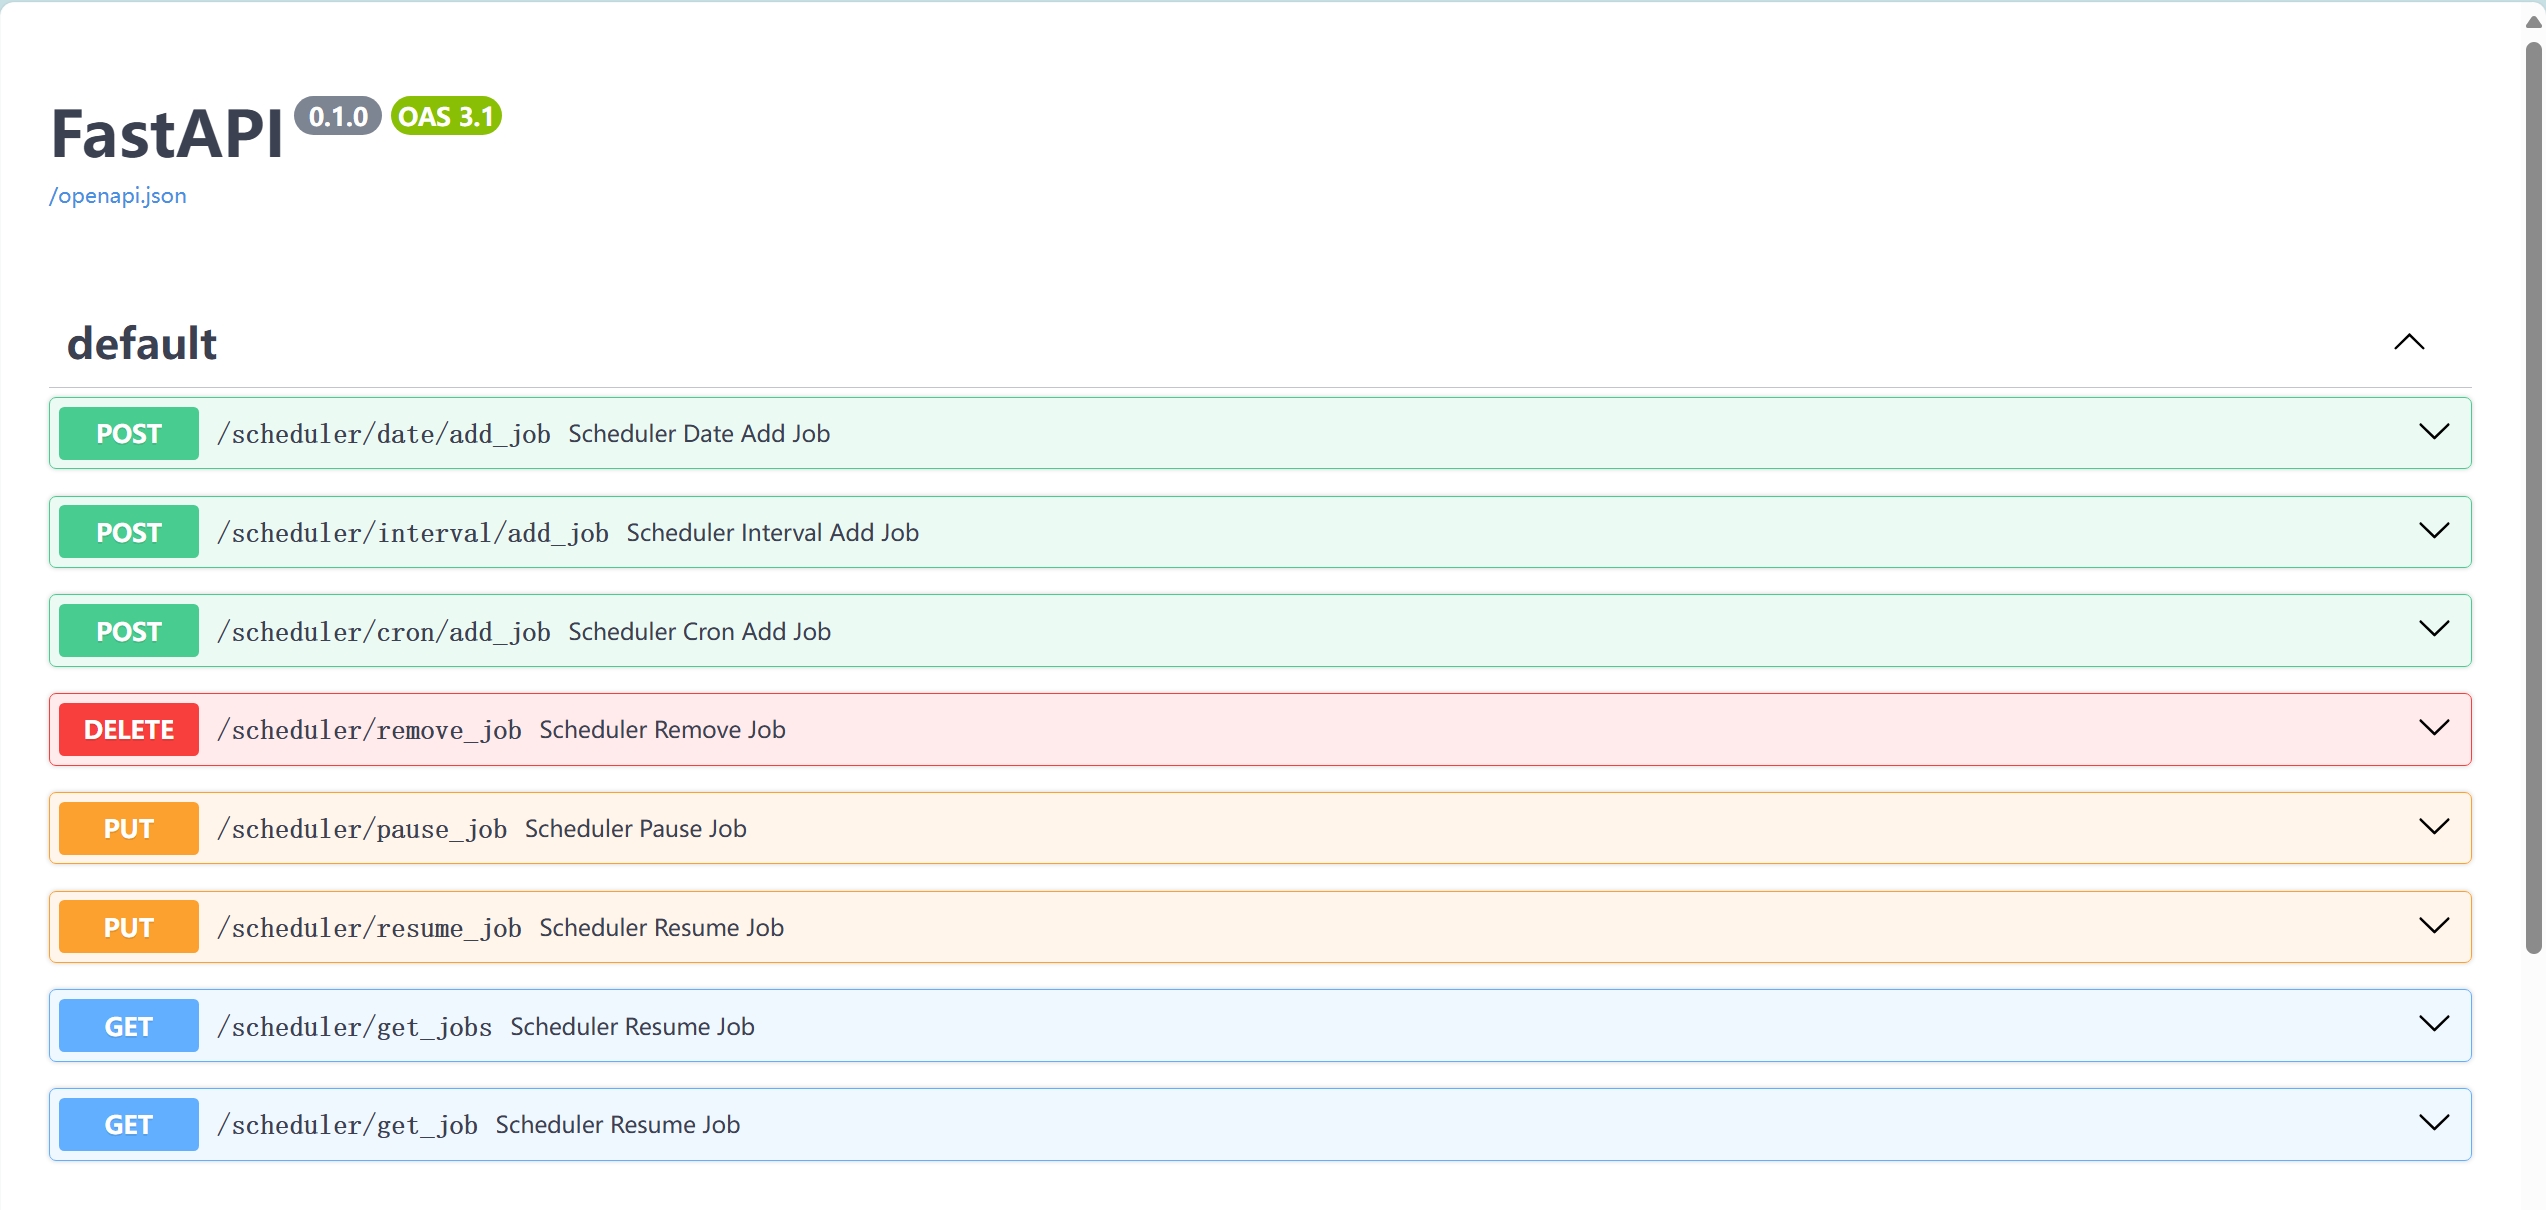 FastAPI 0.1.0 OAS 3.1
/openapi.json
default
POST /scheduler/date/add_job Scheduler Date Add Job
POST /scheduler/interval/add_job Scheduler Interval Add Job
POST /scheduler/cron/add_job Scheduler Cron Add Job
DELETE /scheduler/remove_job Scheduler Remove Job
PUT /scheduler/pause_job Scheduler Pause Job
PUT /scheduler/resume_job Scheduler Resume Job
GET /scheduler/get_jobs Scheduler Resume Job
GET /scheduler/get_job Scheduler Resume Job